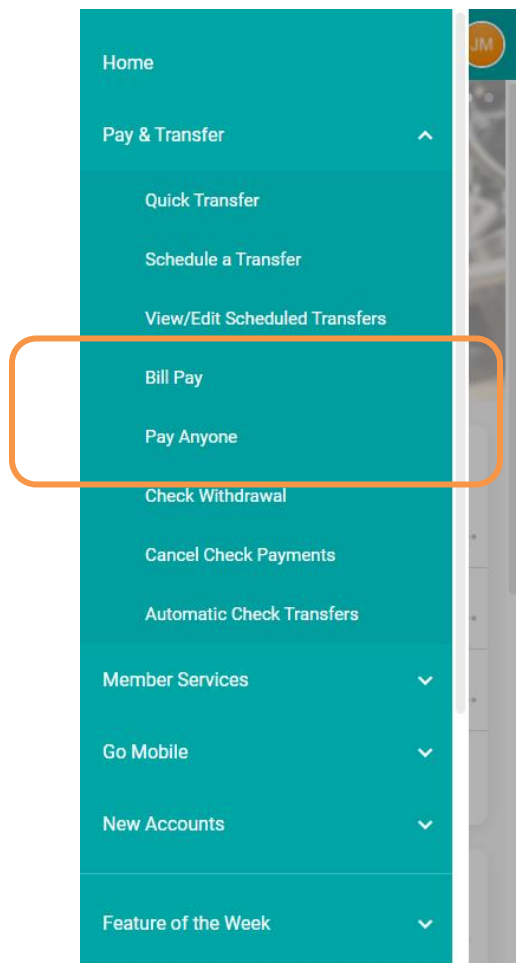 JM
Home
Pay & Transfer
Quick Transfer
Schedule a Transfer
View/Edit Scheduled Transfers
Bill Pay
Pay Anyone
Check Withdrawal
Cancel Check Payments
Automatic Check Transfers
Member Services
Go Mobile
New Accounts
Feature of the Week